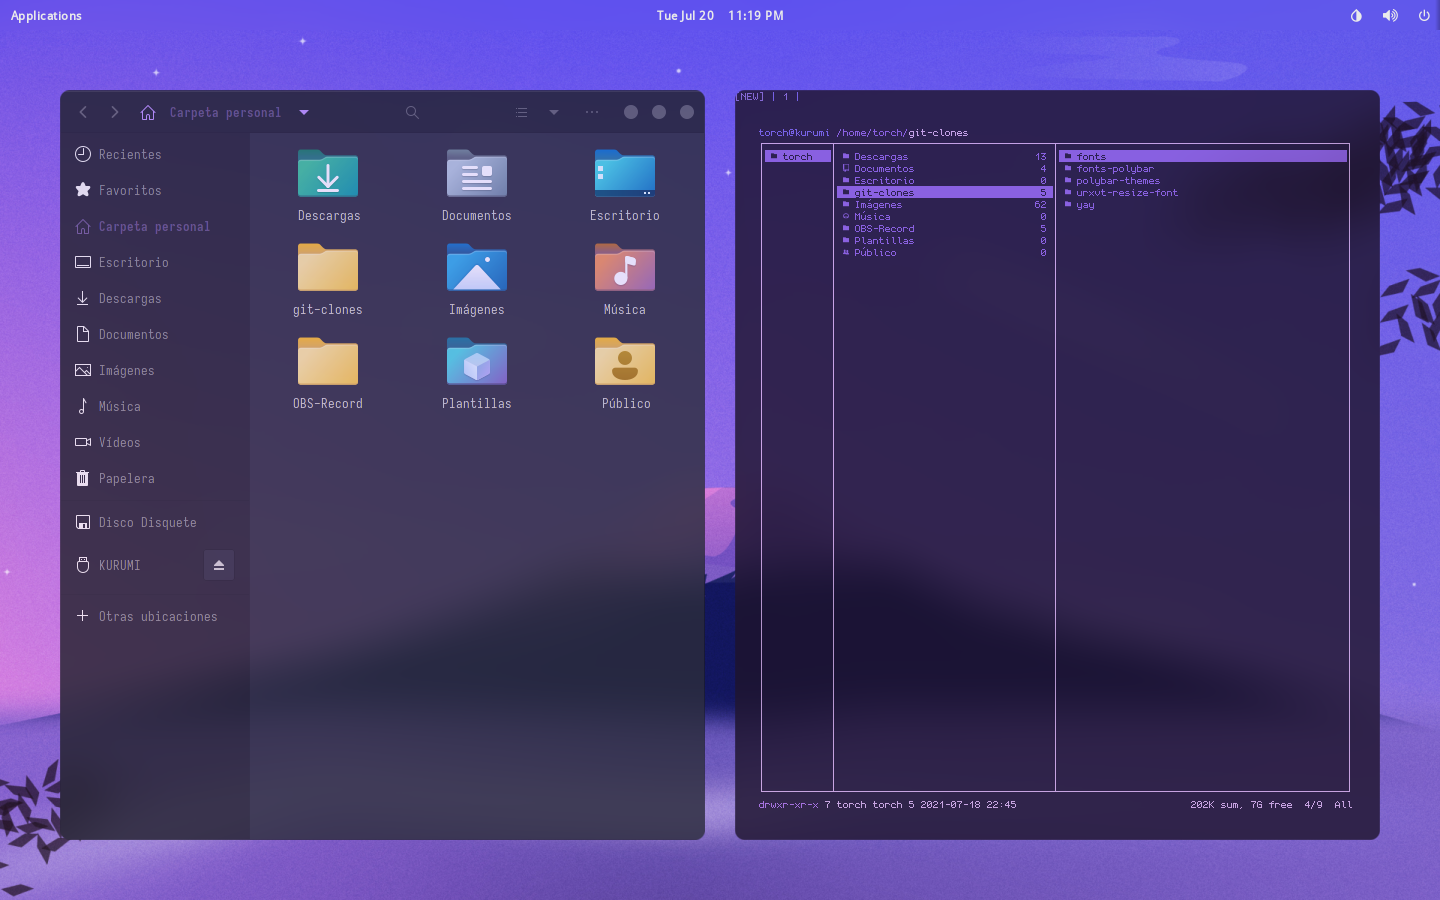 Applications
Tue Jul 20 11:19 PM
Carpeta personal
Recientes
Favoritos
Carpeta personal
Escritorio
Descargas
Documentos
Imágenes
Música
Vídeos
Papelera
Disco Disquete
KURUMI
Otras ubicaciones
Descargas Documentos Escritorio
git-clones Imágenes Música
OBS-Record Plantillas Público
[NEW] | 1 |
torch@kurumi /home/torch/git-clones
torch
Descargas 13
Documentos 4
Escritorio 0
git-clones 5
Imágenes 62
Música 0
OBS-Record 5
Plantillas 0
Público 0
fonts
fonts-polybar
polybar-themes
urxvt-resize-font
yay
drwxr-xr-x 7 torch torch 5 2021-07-18 22:45 202K sum, 7G free 4/9 All